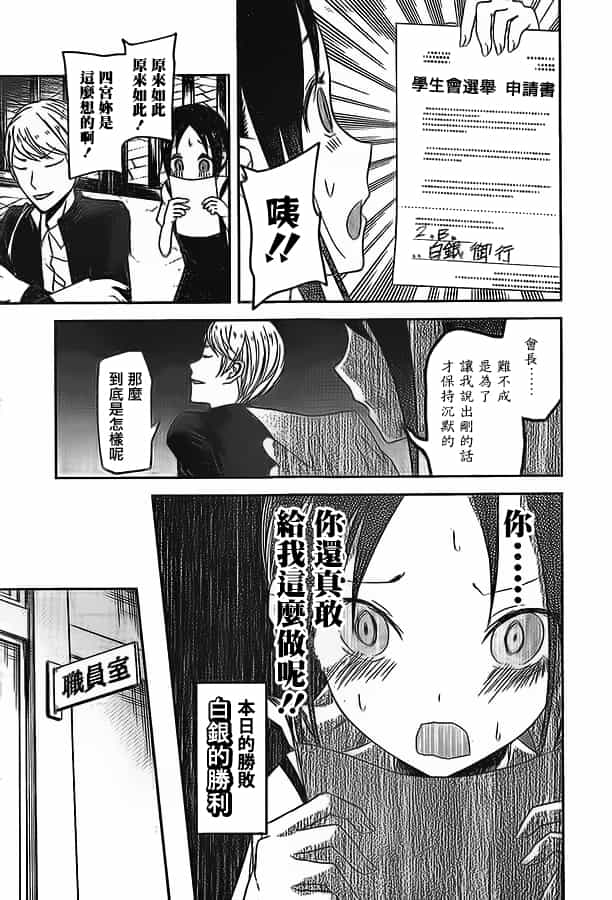 學生會選舉 申請書
2. B.
白銀 御行
咦!!
原來如此
原來如此!
四宮妳是
這麼想的啊!
會長……
難不成
是為了
讓我說出剛的話
才保持沉默的
那麼
到底是怎樣呢
你……
你還真敢
給我這麼做呢!!
本日的勝敗
白銀的勝利
職員室